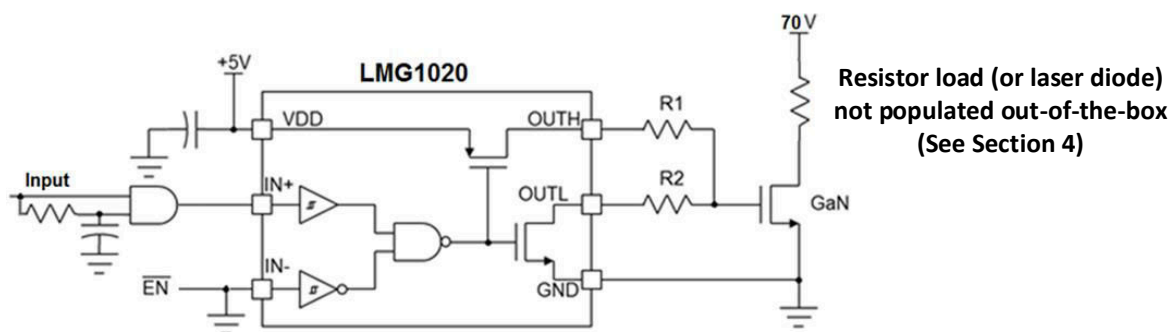 70V
+5V
LMG1020
Resistor load (or laser diode)
not populated out-of-the-box
(See Section 4)
VDD
OUTH
R1
Input
IN+
OUTL
R2
GaN
IN-
EN
GND